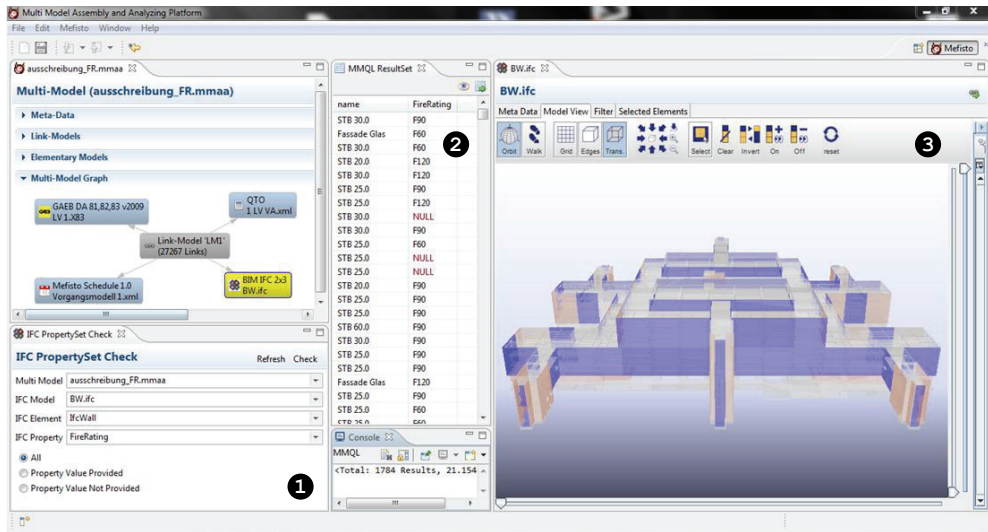 Multi Model Assembly and Analyzing Platform
File Edit Mefisto Window Help
Mefisto
ausschreibung_FR.mmaa
Multi-Model (ausschreibung_FR.mmaa)
Meta-Data
Link-Models
Elementary Models
Multi-Model Graph
GAEB DA 81,82,83 v2009
LV 1.X83
QTO
1 LV VA.xml
Link-Model 'LM1'
(27267 Links)
Mefisto Schedule 1.0
Vorgangsmodell 1.xml
BIM IFC 2x3
BW.ifc
IFC PropertySet Check
IFC PropertySet Check Refresh Check
Multi Model ausschreibung_FR.mmaa
IFC Model BW.ifc
IFC Element IfcWall
IFC Property FireRating
All
Property Value Provided
Property Value Not Provided
1
MMQL ResultSet
name FireRating
STB 30.0 F90
Fassade Glas F60
STB 30.0 F60
STB 20.0 F120
STB 30.0 F120
STB 25.0 F90
STB 25.0 F120
STB 30.0 NULL
STB 30.0 F90
STB 25.0 F60
STB 25.0 NULL
STB 25.0 NULL
STB 20.0 F90
STB 25.0 F90
STB 25.0 F90
STB 60.0 F90
STB 30.0 F90
STB 25.0 F90
STB 25.0 F90
Fassade Glas F120
STB 25.0 F90
STB 25.0 F60
STB 25.0 F60
2
Console
MMQL
<Total: 1784 Results, 21.154
BW.ifc
BW.ifc
Meta Data Model View Filter Selected Elements
Orbit Walk Grid Edges Trans. Select Clear Invert On Off reset
3